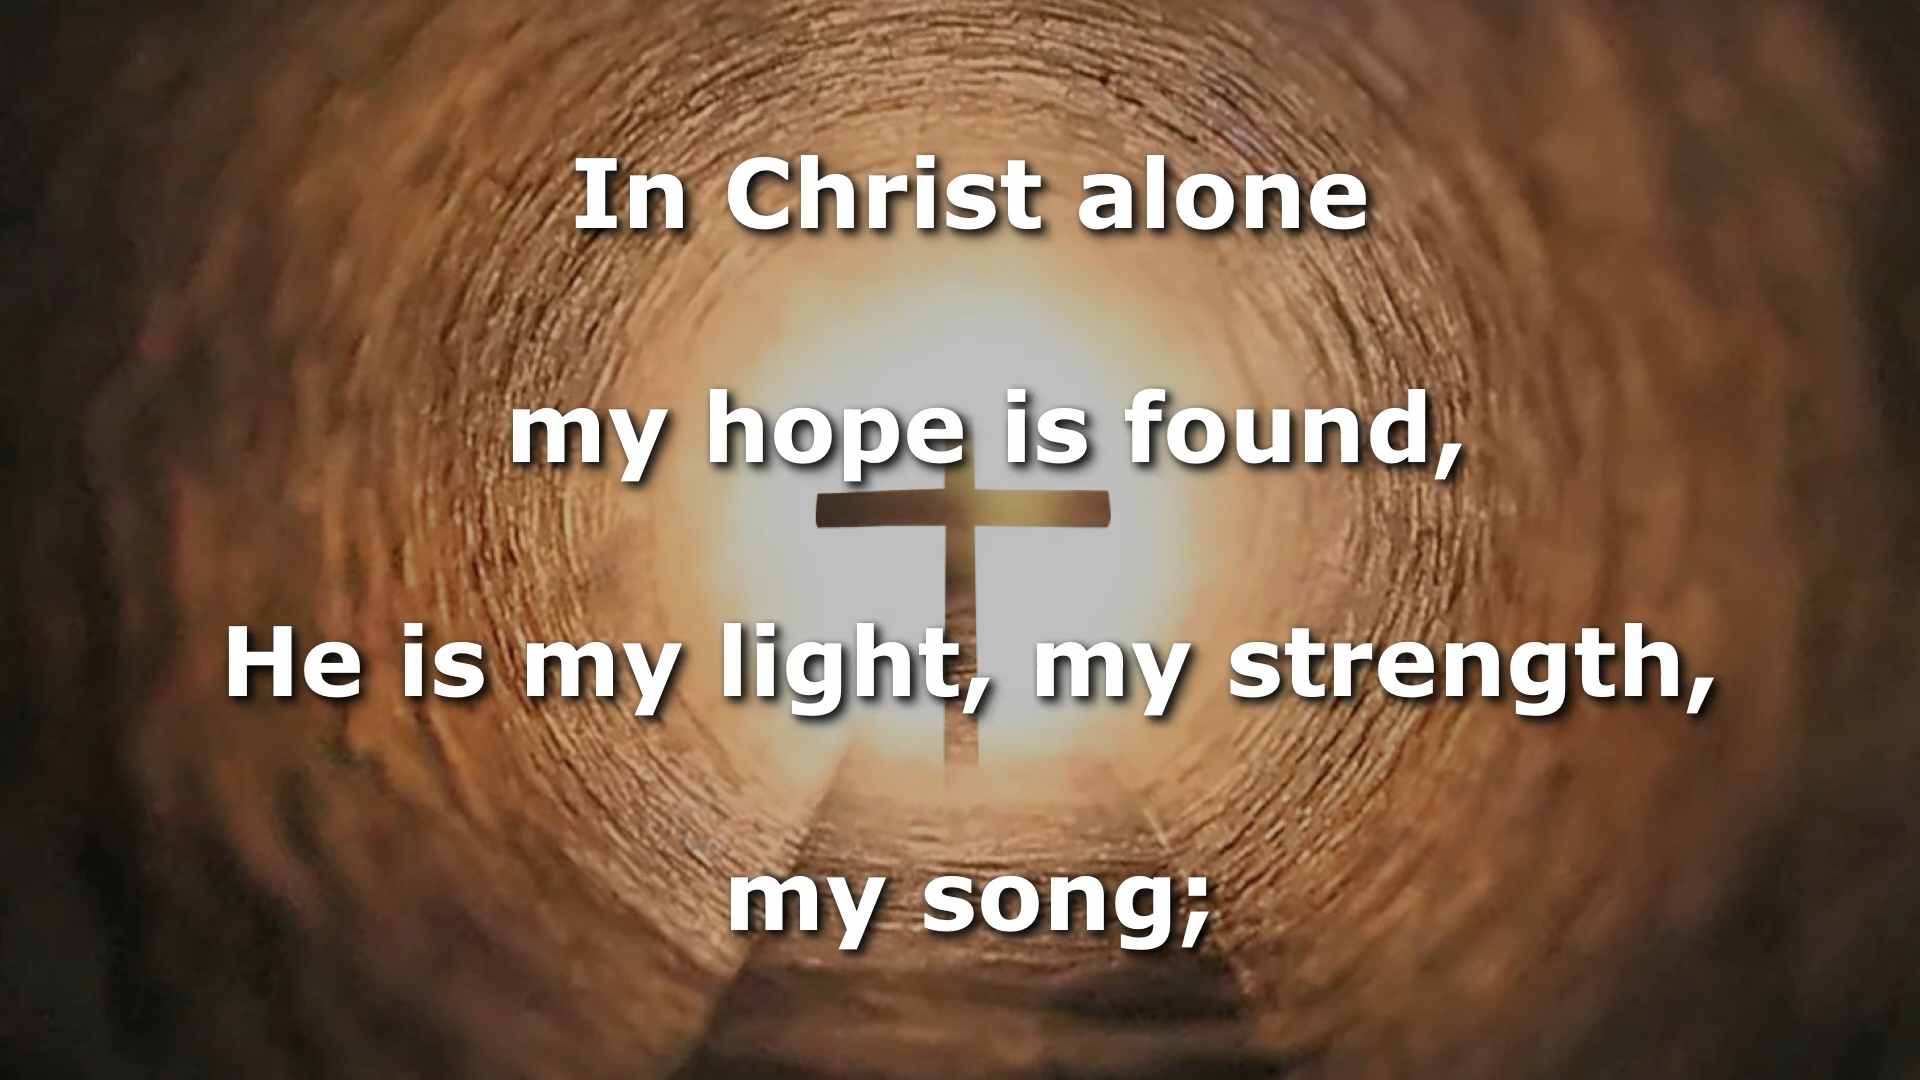 In Christ alone
my hope is found,
He is my light, my strength,
my song;